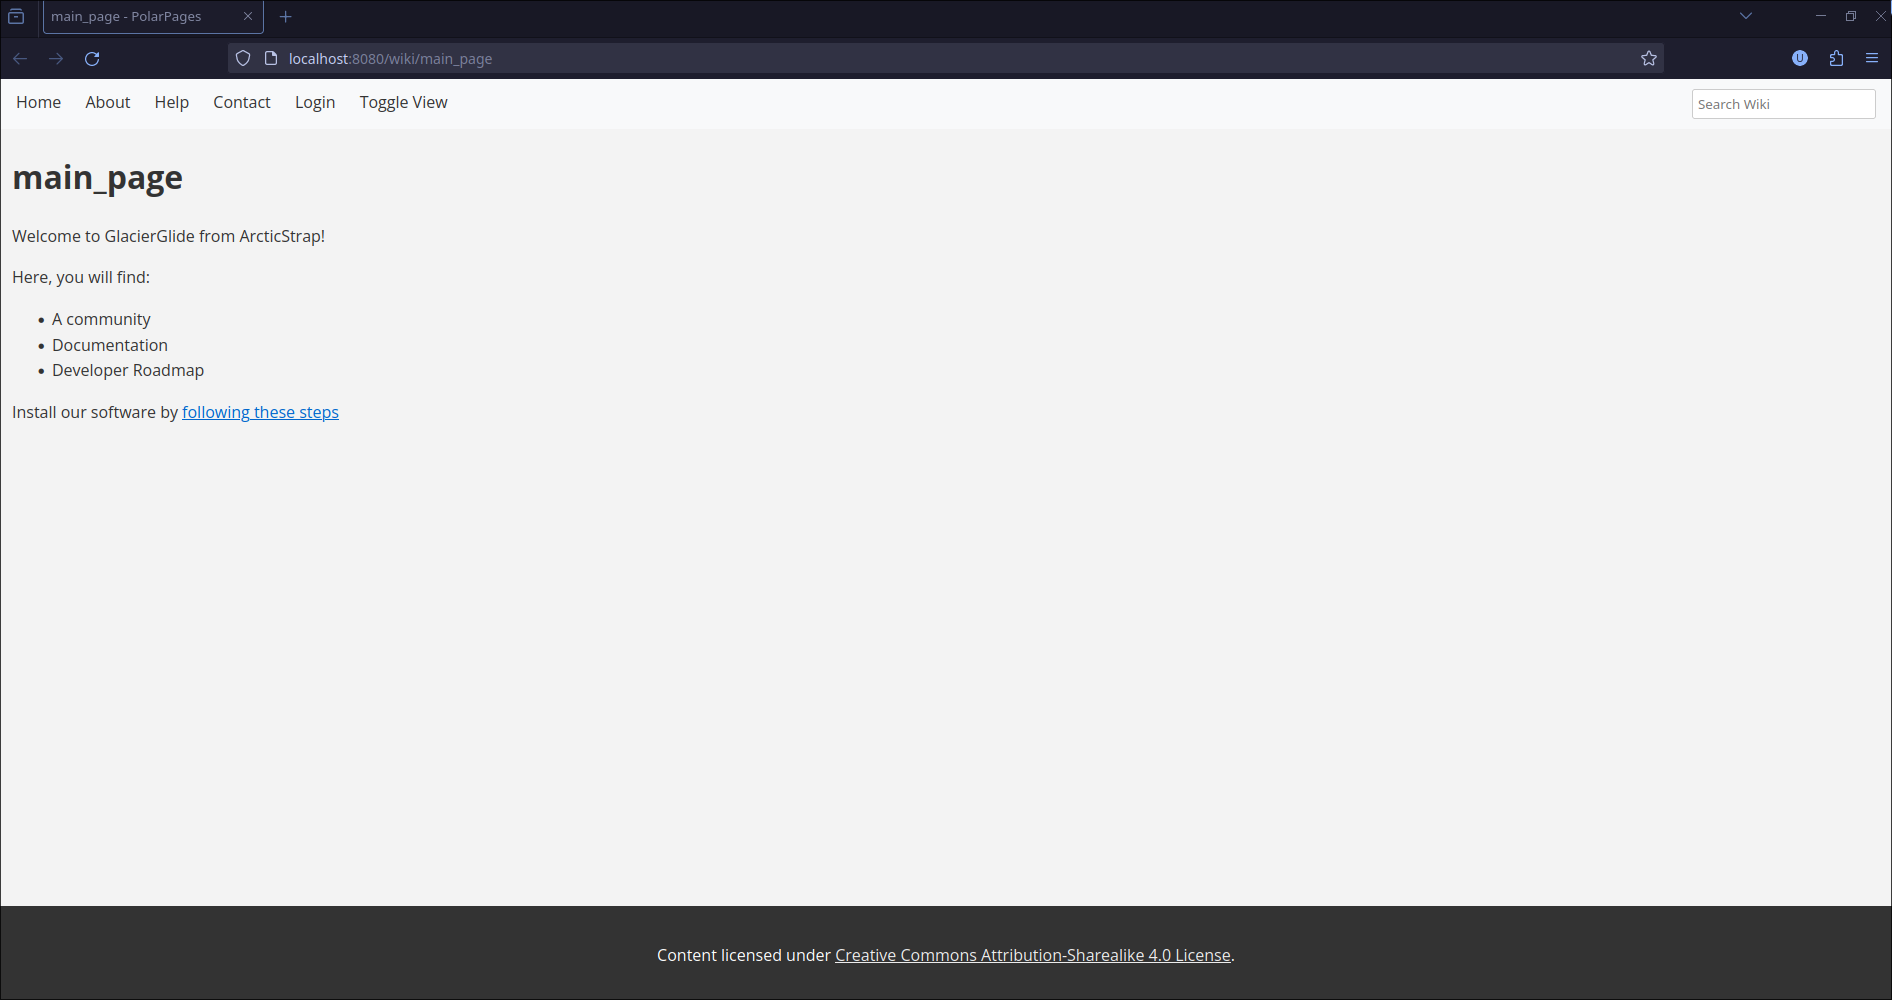 main_page - PolarPages
localhost:8080/wiki/main_page
U
Home About Help Contact Login Toggle View Search Wiki
main_page
Welcome to GlacierGlide from ArcticStrap!
Here, you will find:
• A community
• Documentation
• Developer Roadmap
Install our software by following these steps
Content licensed under Creative Commons Attribution-Sharealike 4.0 License.